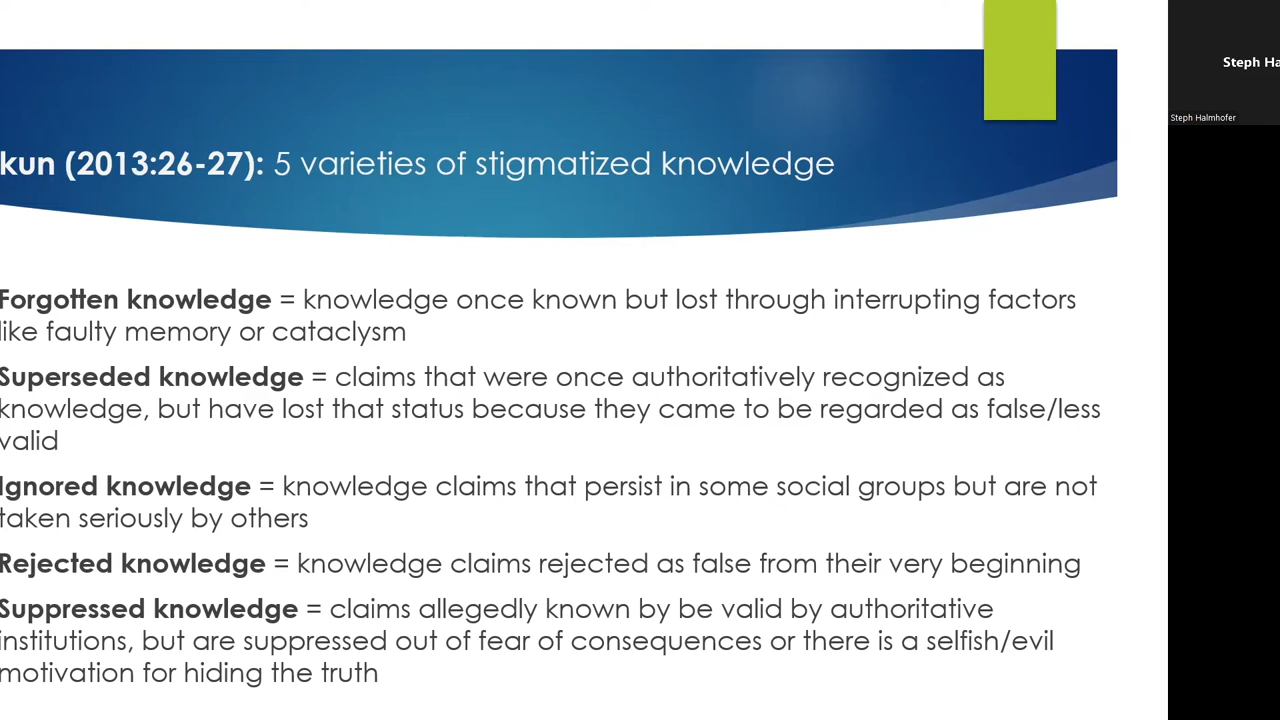 kun (2013:26-27): 5 varieties of stigmatized knowledge
Forgotten knowledge = knowledge once known but lost through interrupting factors
like faulty memory or cataclysm
Superseded knowledge = claims that were once authoritatively recognized as
knowledge, but have lost that status because they came to be regarded as false/less
valid
Ignored knowledge = knowledge claims that persist in some social groups but are not
taken seriously by others
Rejected knowledge = knowledge claims rejected as false from their very beginning
Suppressed knowledge = claims allegedly known by be valid by authoritative
institutions, but are suppressed out of fear of consequences or there is a selfish/evil
motivation for hiding the truth
Steph Ha
Steph Halmhofer